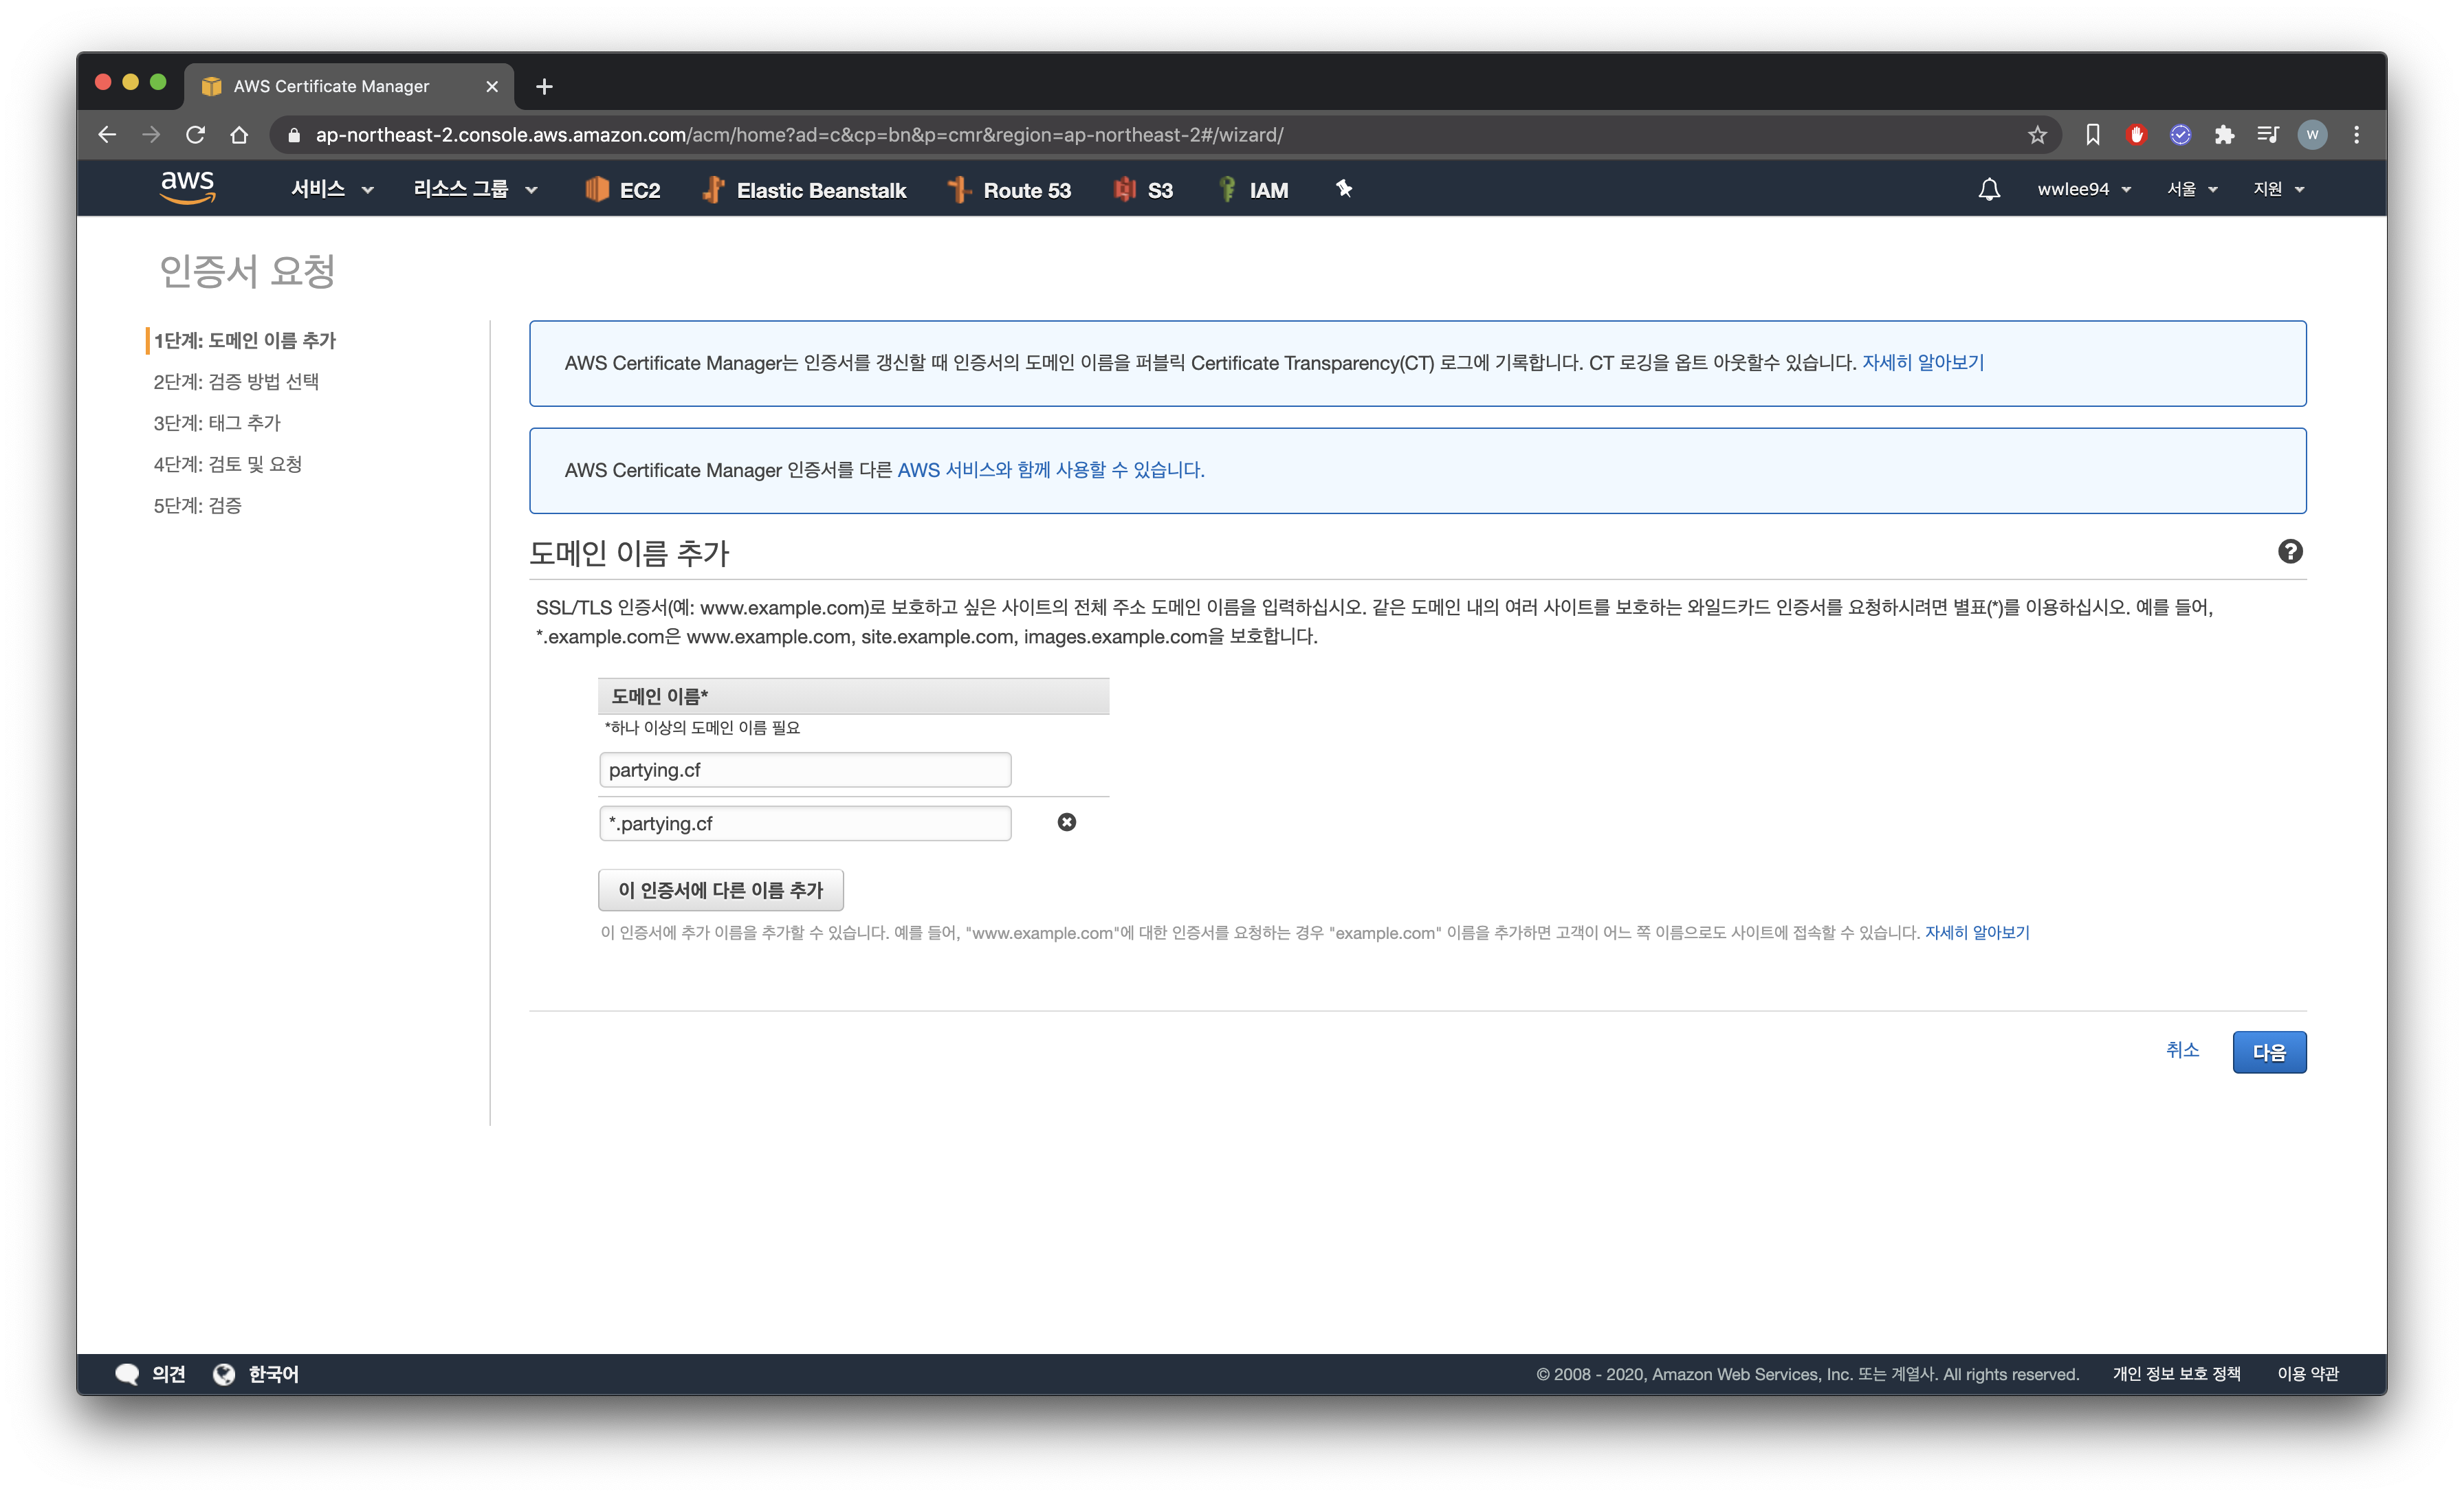 AWS Certificate Manager
ap-northeast-2.console.aws.amazon.com/acm/home?ad=c&cp=bn&p=cmr&region=ap-northeast-2#/wizard/
W
aws 서비스 리소스 그룹 EC2 Elastic Beanstalk Route 53 S3 IAM wwlee94 서울 지원
인증서 요청
1단계: 도메인 이름 추가
2단계: 검증 방법 선택
3단계: 태그 추가
4단계: 검토 및 요청
5단계: 검증
AWS Certificate Manager는 인증서를 갱신할 때 인증서의 도메인 이름을 퍼블릭 Certificate Transparency(CT) 로그에 기록합니다. CT 로깅을 옵트 아웃할수 있습니다. 자세히 알아보기
AWS Certificate Manager 인증서를 다른 AWS 서비스와 함께 사용할 수 있습니다.
도메인 이름 추가
SSL/TLS 인증서(예: www.example.com)로 보호하고 싶은 사이트의 전체 주소 도메인 이름을 입력하십시오. 같은 도메인 내의 여러 사이트를 보호하는 와일드카드 인증서를 요청하시려면 별표(*)를 이용하십시오. 예를 들어,
*.example.com은 www.example.com, site.example.com, images.example.com을 보호합니다.
도메인 이름*
*하나 이상의 도메인 이름 필요
partying.cf
*.partying.cf
이 인증서에 다른 이름 추가
이 인증서에 추가 이름을 추가할 수 있습니다. 예를 들어, "www.example.com"에 대한 인증서를 요청하는 경우 "example.com" 이름을 추가하면 고객이 어느 쪽 이름으로도 사이트에 접속할 수 있습니다. 자세히 알아보기
취소 다음
의견 한국어 © 2008 - 2020, Amazon Web Services, Inc. 또는 계열사. All rights reserved. 개인 정보 보호 정책 이용 약관